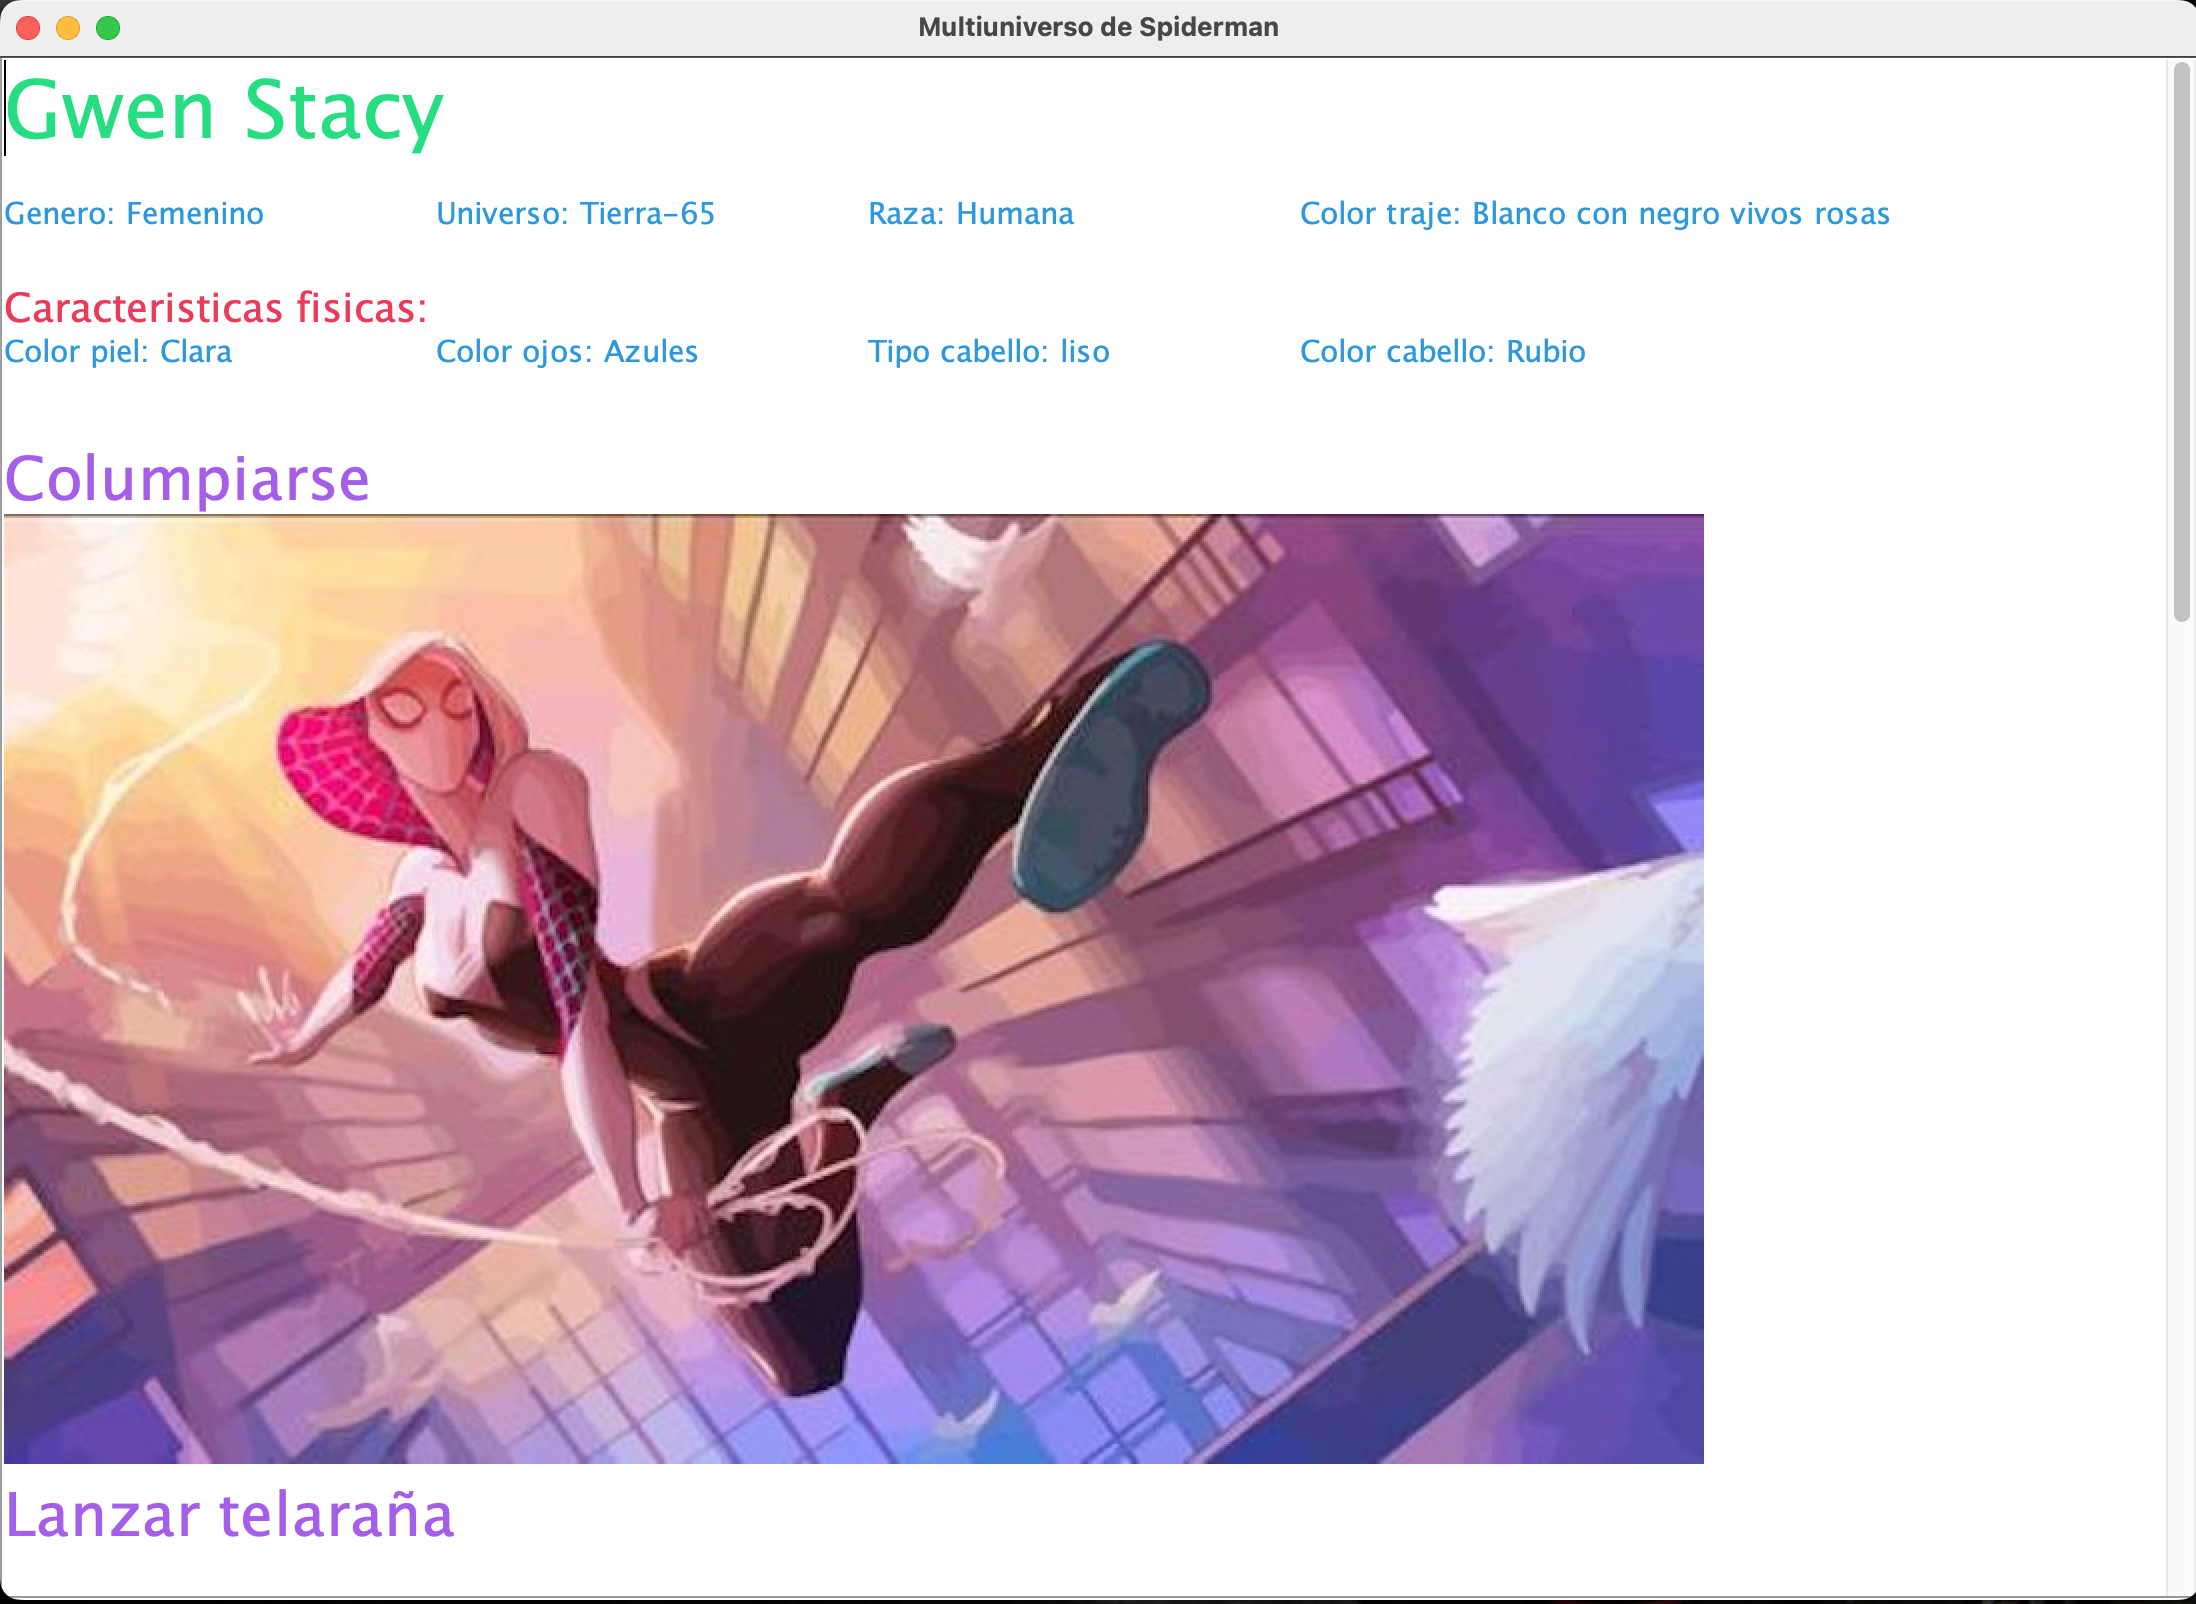 Multiuniverso de Spiderman
Gwen Stacy
Genero: Femenino Universo: Tierra-65 Raza: Humana Color traje: Blanco con negro vivos rosas
Caracteristicas fisicas:
Color piel: Clara Color ojos: Azules Tipo cabello: liso Color cabello: Rubio
Columpiarse
Lanzar telaraña